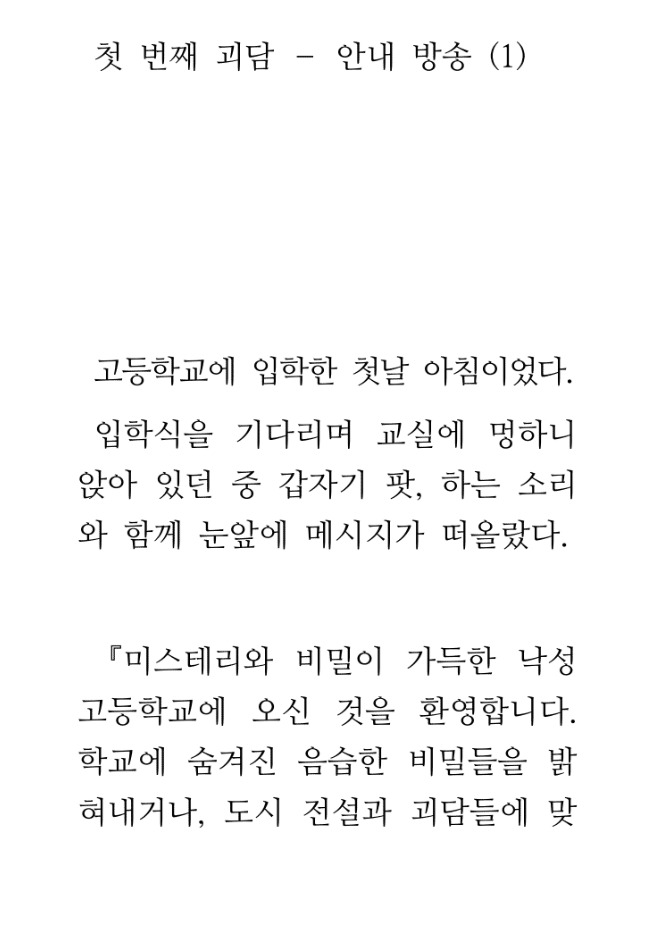 첫 번째 괴담 – 안내 방송 (1)
고등학교에 입학한 첫날 아침이었다.
입학식을 기다리며 교실에 멍하니
앉아 있던 중 갑자기 팟, 하는 소리
와 함께 눈앞에 메시지가 떠올랐다.
『미스테리와 비밀이 가득한 낙성
고등학교에 오신 것을 환영합니다.
학교에 숨겨진 음습한 비밀들을 밝
혀내거나, 도시 전설과 괴담들에 맞